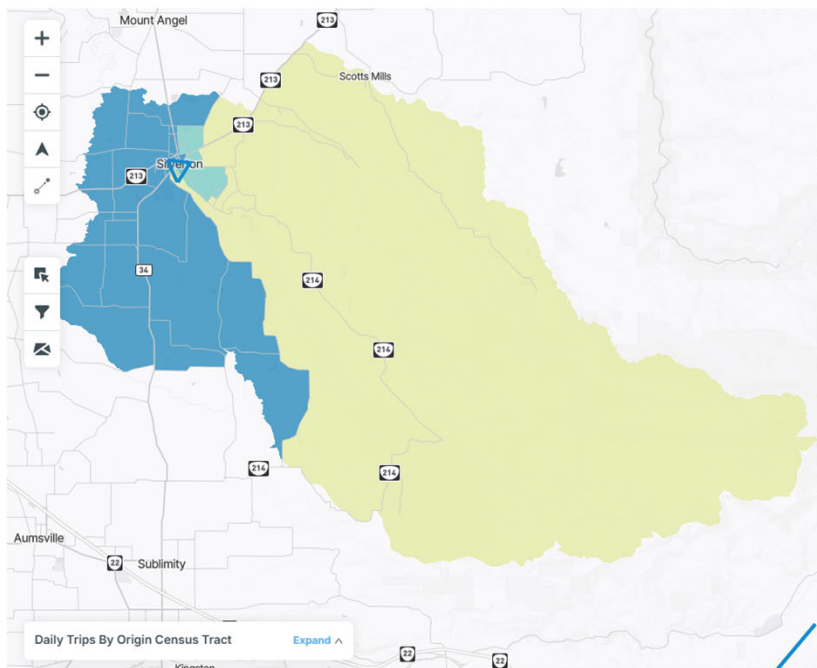 Mount Angel
213
213
Scotts Mills
213
Silverton
213
34
214
214
214
214
Aumsville
22
Sublimity
Daily Trips By Origin Census Tract
Expand
22
22